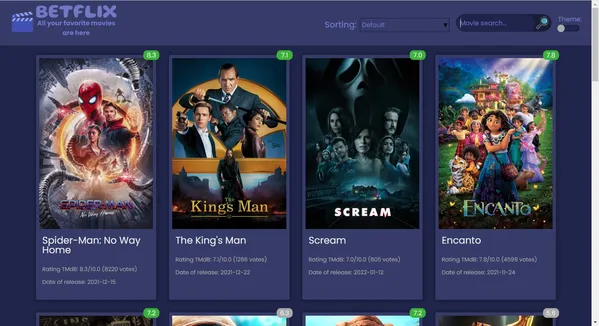 BETFLIX
All your favorite movies
are here
Sorting: Default
Movie search...
Theme:
8.3
7.1
7.0
7.8
SPIDER-MAN
NO WAY HOME
The
King's Man
SCREAM
ENCANTO
Spider-Man: No Way
Home
Rating TMdB: 8.3/10.0 (8220 votes)
Date of release: 2021-12-15
The King's Man
Rating TMdB: 7.1/10.0 (1286 votes)
Date of release: 2021-12-22
Scream
Rating TMdB: 7.0/10.0 (605 votes)
Date of release: 2022-01-12
Encanto
Rating TMdB: 7.8/10.0 (4599 votes)
Date of release: 2021-11-24
7.2
6.3
7.2
5.6